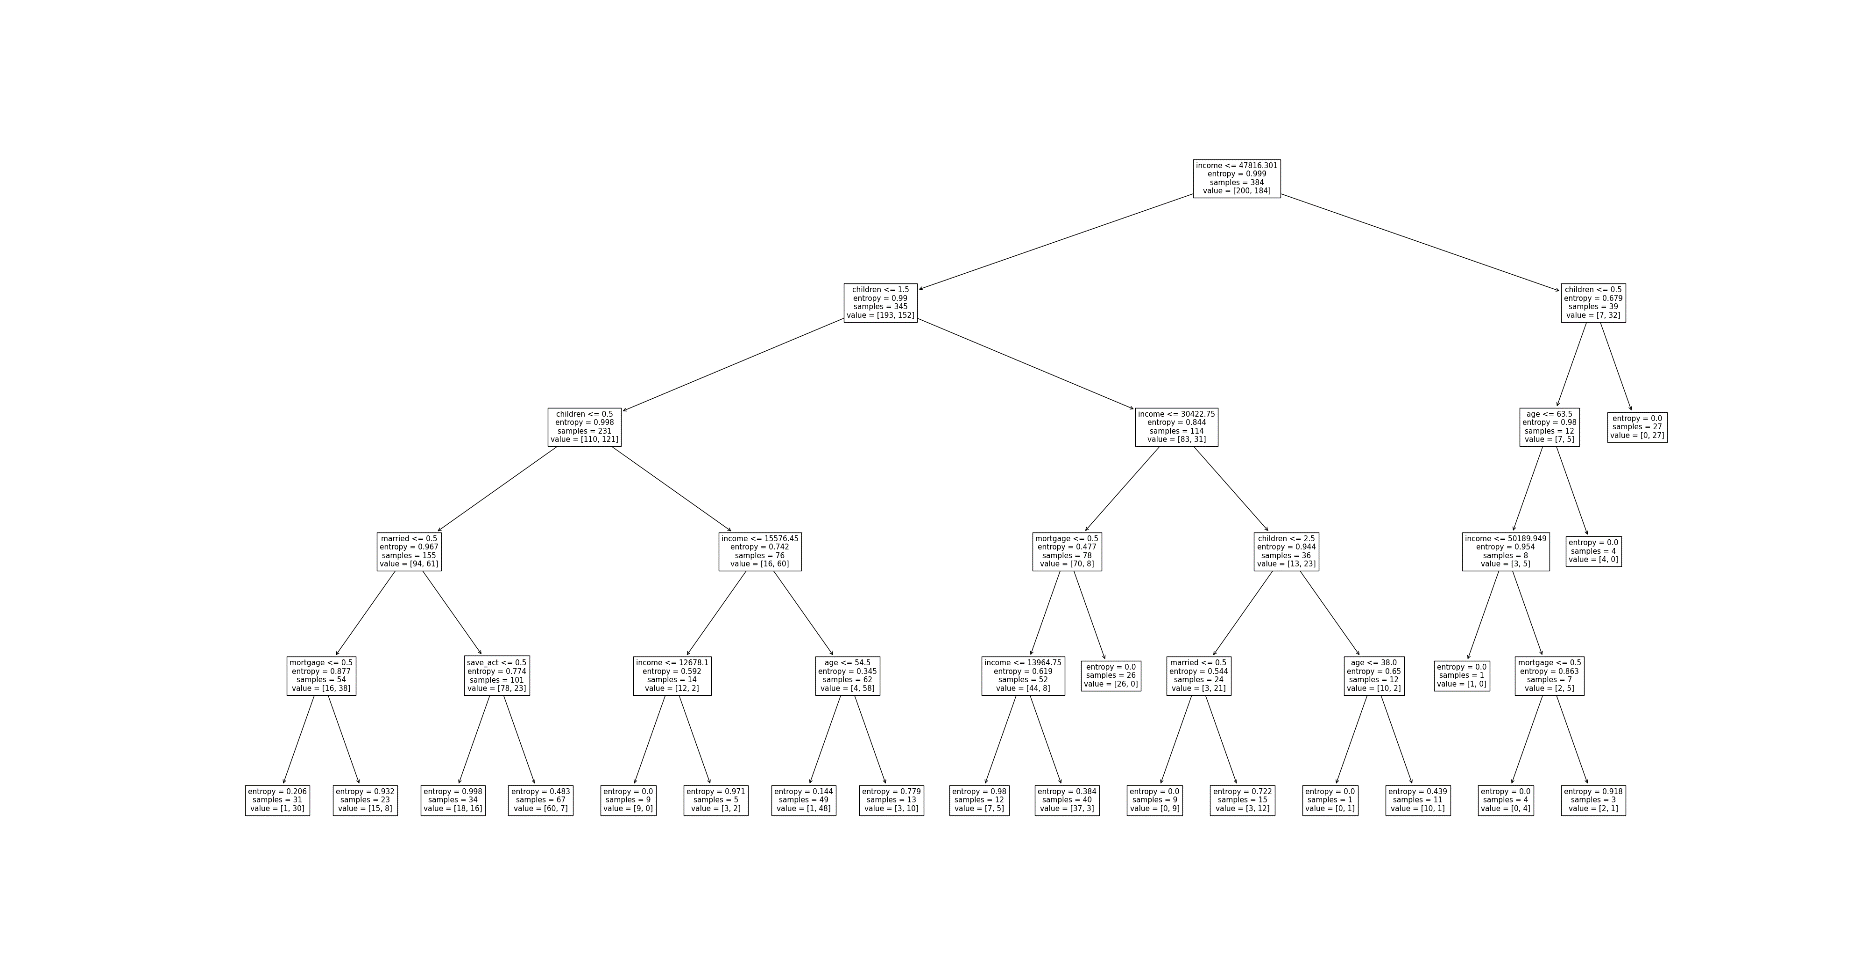 income <= 47816.301
entropy = 0.999
samples = 384
value = [200, 184]
children <= 1.5
entropy = 0.99
samples = 345
value = [193, 152]
children <= 0.5
entropy = 0.679
samples = 39
value = [7, 32]
children <= 0.5
entropy = 0.998
samples = 231
value = [110, 121]
income <= 30422.75
entropy = 0.844
samples = 114
value = [83, 31]
age <= 63.5
entropy = 0.98
samples = 12
value = [7, 5]
entropy = 0.0
samples = 27
value = [0, 27]
married <= 0.5
entropy = 0.967
samples = 155
value = [94, 61]
income <= 15576.45
entropy = 0.742
samples = 76
value = [16, 60]
mortgage <= 0.5
entropy = 0.477
samples = 78
value = [70, 8]
children <= 2.5
entropy = 0.944
samples = 36
value = [13, 23]
income <= 50189.949
entropy = 0.954
samples = 8
value = [3, 5]
entropy = 0.0
samples = 4
value = [4, 0]
mortgage <= 0.5
entropy = 0.877
samples = 54
value = [16, 38]
save_act <= 0.5
entropy = 0.774
samples = 101
value = [78, 23]
income <= 12678.1
entropy = 0.592
samples = 14
value = [12, 2]
age <= 54.5
entropy = 0.345
samples = 62
value = [4, 58]
income <= 13964.75
entropy = 0.619
samples = 52
value = [44, 8]
entropy = 0.0
samples = 26
value = [26, 0]
married <= 0.5
entropy = 0.544
samples = 24
value = [3, 21]
age <= 38.0
entropy = 0.65
samples = 12
value = [10, 2]
entropy = 0.0
samples = 1
value = [1, 0]
mortgage <= 0.5
entropy = 0.863
samples = 7
value = [2, 5]
entropy = 0.206
samples = 31
value = [1, 30]
entropy = 0.932
samples = 23
value = [15, 8]
entropy = 0.998
samples = 34
value = [18, 16]
entropy = 0.483
samples = 67
value = [60, 7]
entropy = 0.0
samples = 9
value = [9, 0]
entropy = 0.971
samples = 5
value = [3, 2]
entropy = 0.144
samples = 49
value = [1, 48]
entropy = 0.779
samples = 13
value = [3, 10]
entropy = 0.98
samples = 12
value = [7, 5]
entropy = 0.384
samples = 40
value = [37, 3]
entropy = 0.0
samples = 9
value = [0, 9]
entropy = 0.722
samples = 15
value = [3, 12]
entropy = 0.0
samples = 1
value = [0, 1]
entropy = 0.439
samples = 11
value = [10, 1]
entropy = 0.0
samples = 4
value = [0, 4]
entropy = 0.918
samples = 3
value = [2, 1]